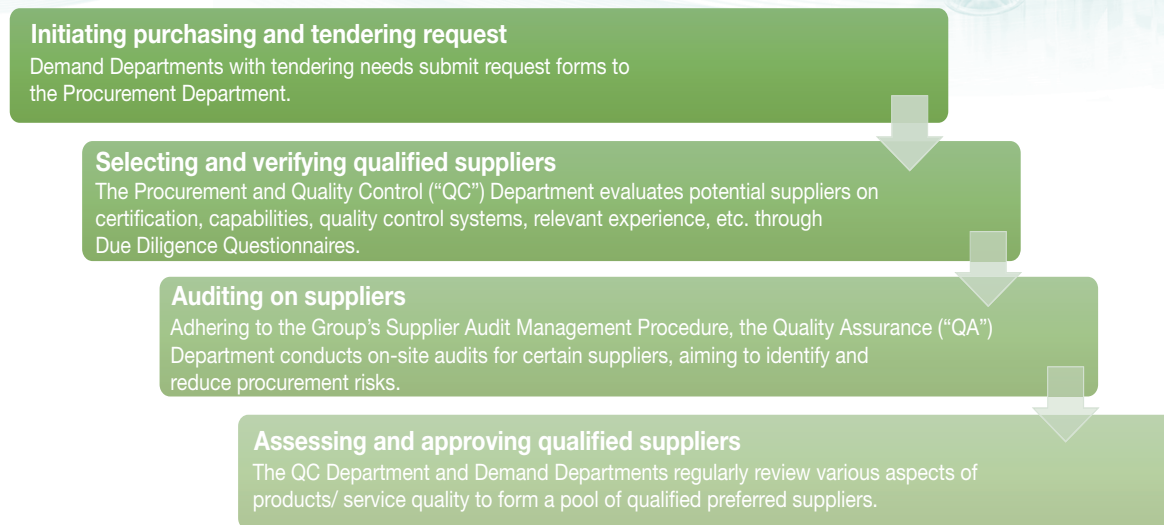 Initiating purchasing and tendering request
Demand Departments with tendering needs submit request forms to
the Procurement Department.
Selecting and verifying qualified suppliers
The Procurement and Quality Control (“QC”) Department evaluates potential suppliers on
certification, capabilities, quality control systems, relevant experience, etc. through
Due Diligence Questionnaires.
Auditing on suppliers
Adhering to the Group’s Supplier Audit Management Procedure, the Quality Assurance (“QA”)
Department conducts on-site audits for certain suppliers, aiming to identify and
reduce procurement risks.
Assessing and approving qualified suppliers
The QC Department and Demand Departments regularly review various aspects of
products/ service quality to form a pool of qualified preferred suppliers.